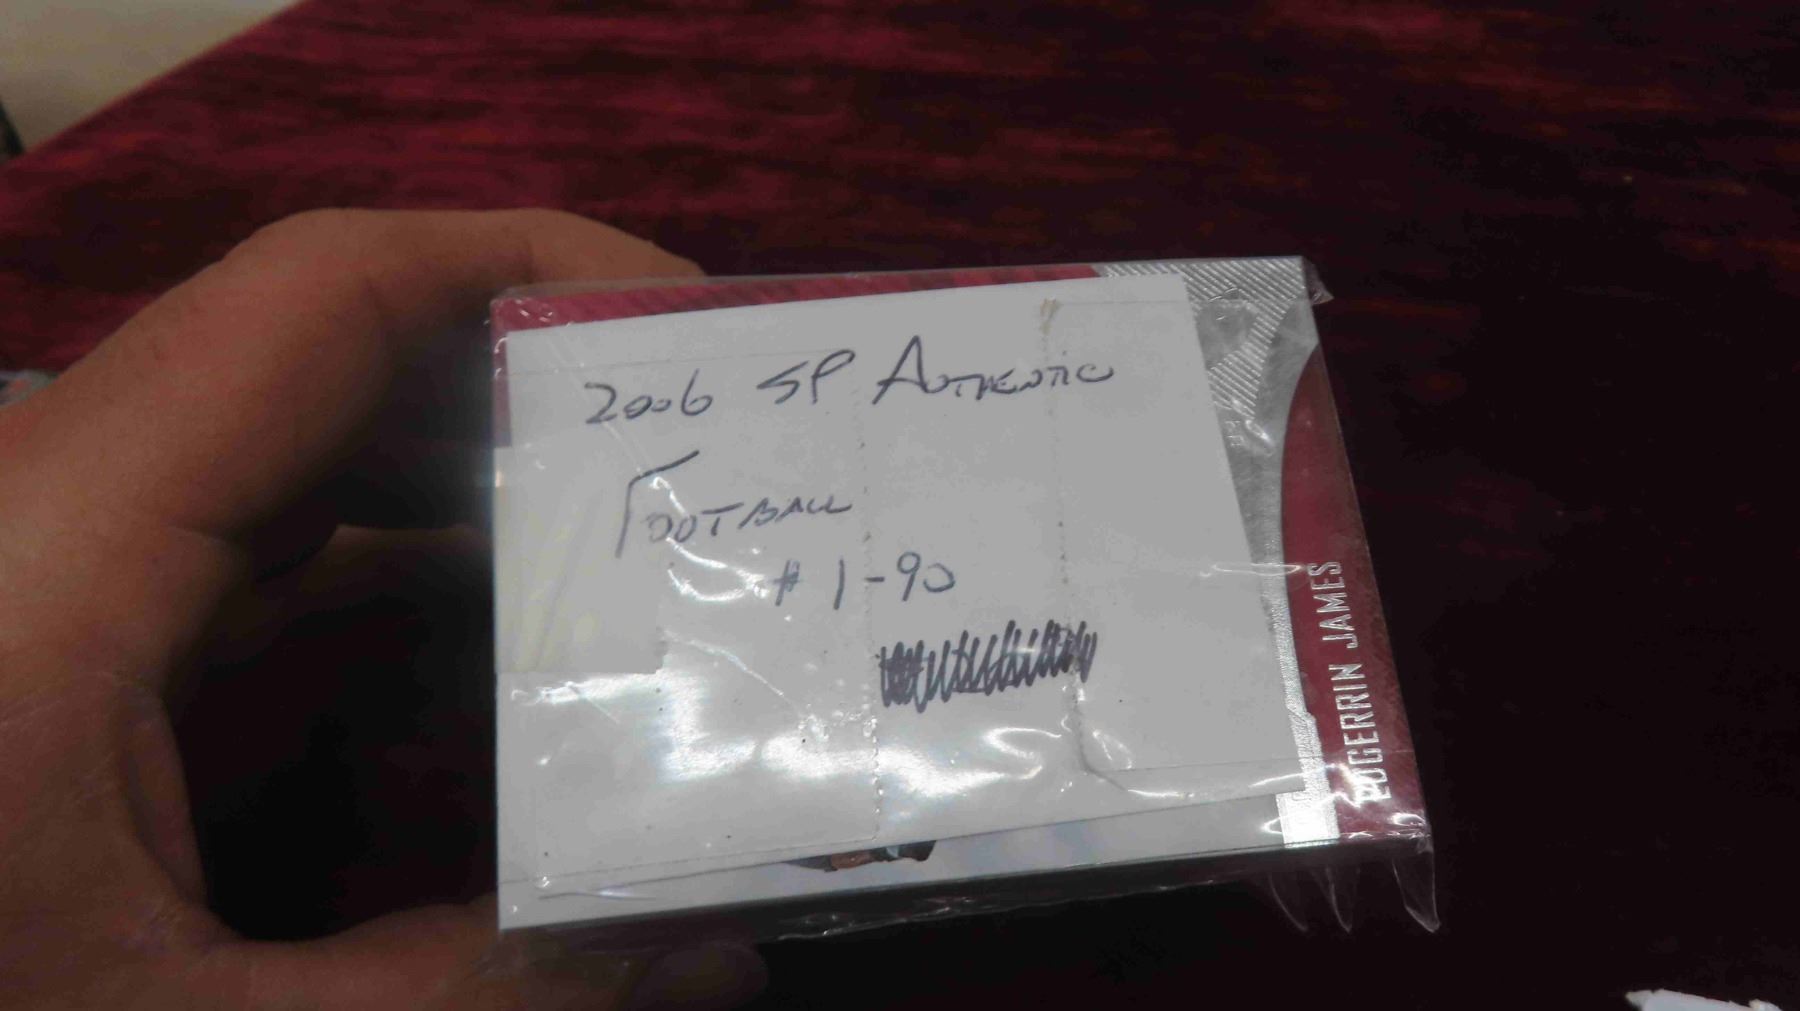 2006 SP AUTHENTIC
FOOTBALL
# 1-90
EDGERRIN JAMES